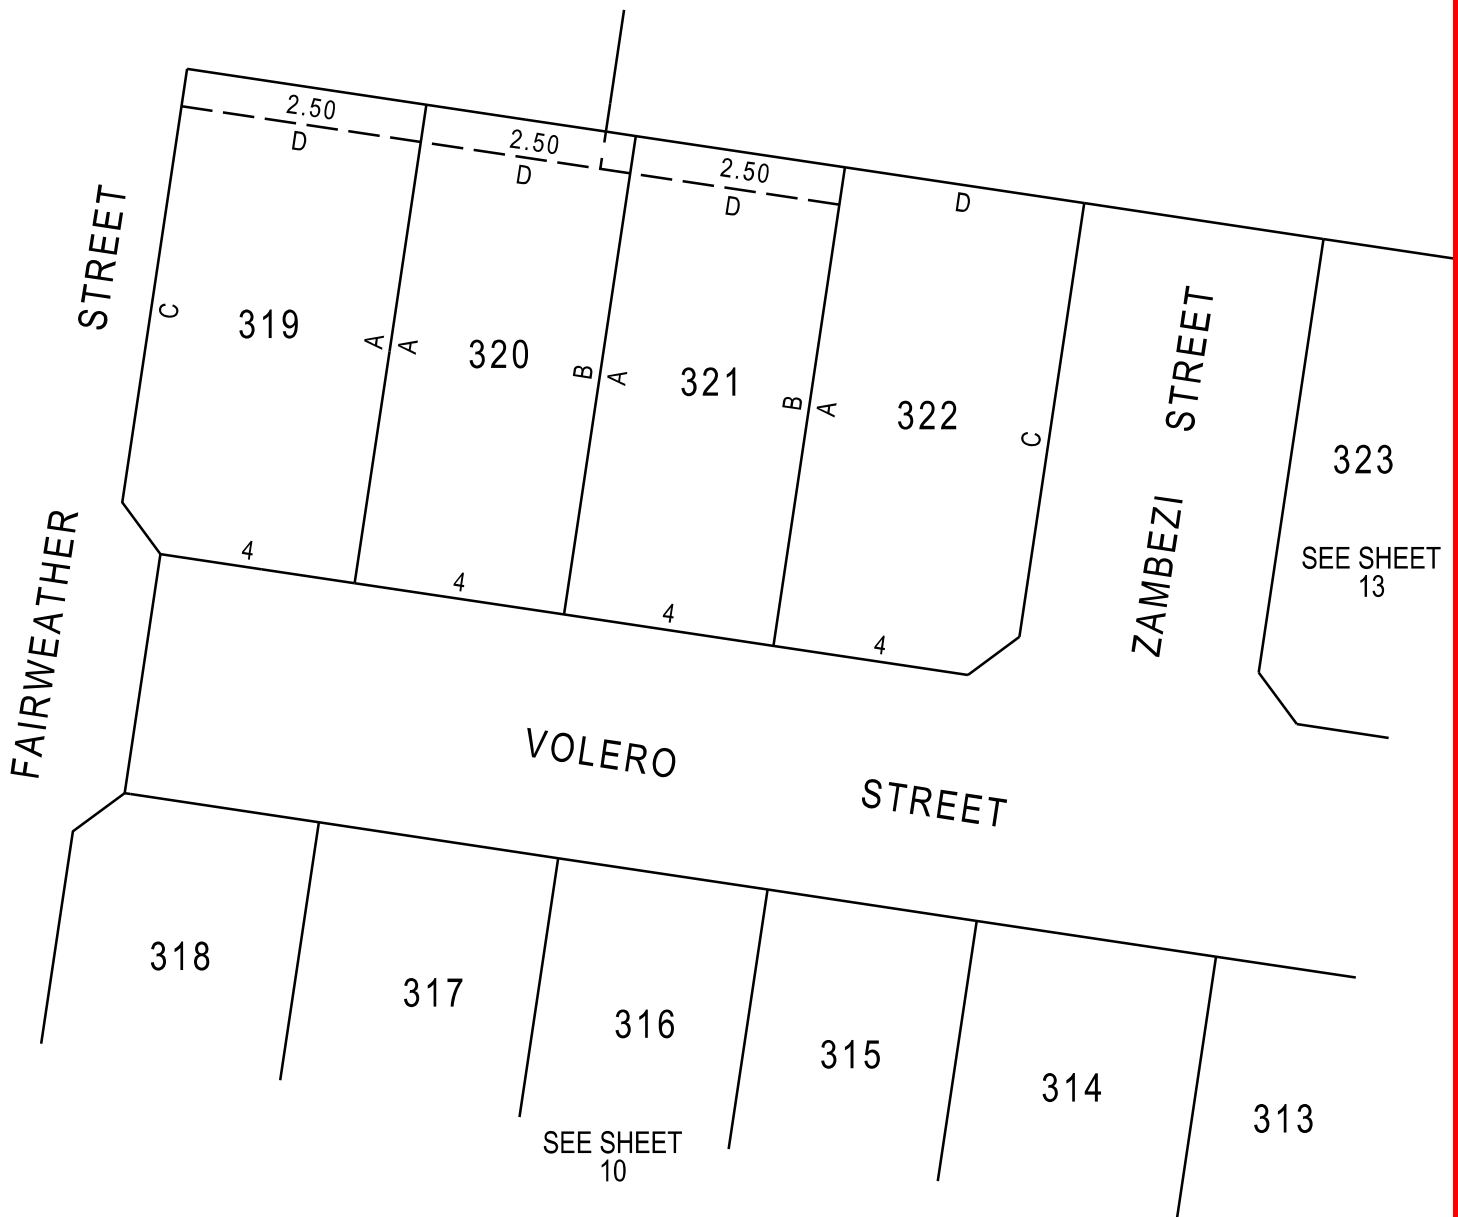 2.50
D
2.50
D
2.50
D
D
STREET
C
319
A
A
320
B
A
321
B
A
322
C
STREET
323
SEE SHEET
13
ZAMBEZI
FAIRWEATHER
4
4
4
4
VOLERO
STREET
318
317
316
315
314
313
SEE SHEET
10